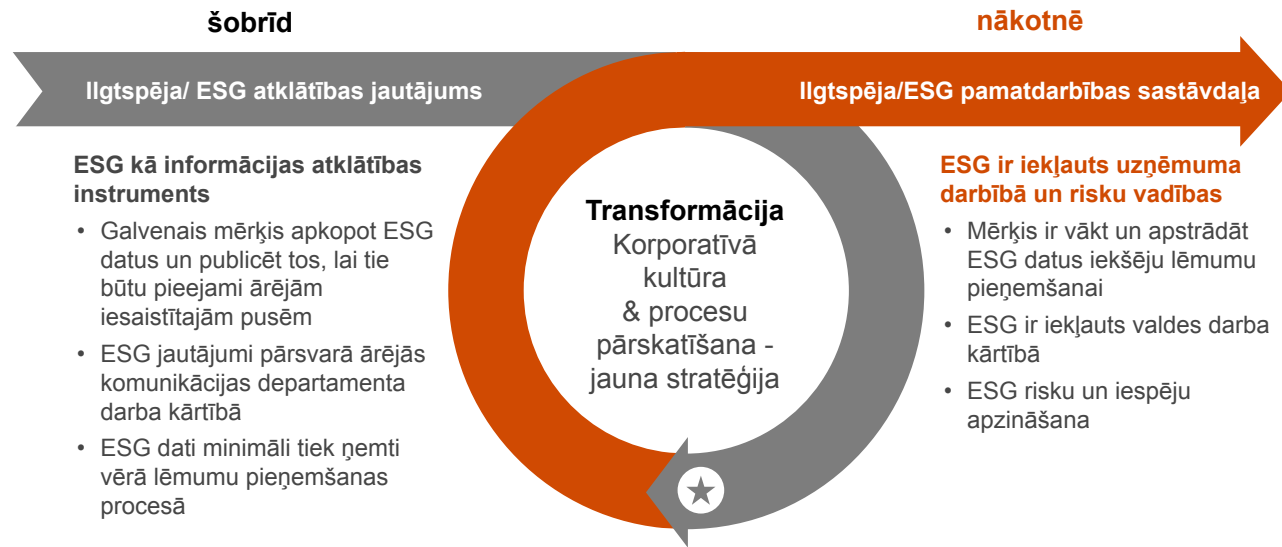 šobrīd
nākotnē
Ilgtspēja/ ESG atklātības jautājums
Ilgtspēja/ESG pamatdarbības sastāvdaļa
ESG kā informācijas atklātības
instruments
• Galvenais mērķis apkopot ESG
datus un publicēt tos, lai tie
būtu pieejami ārējām
iesaistītajām pusēm
• ESG jautājumi pārsvarā ārējās
komunikācijas departamenta
darba kārtībā
• ESG dati minimāli tiek ņemti
vērā lēmumu pieņemšanas
procesā
Transformācija
Korporatīvā
kultūra
& procesu
pārskatīšana -
jauna stratēģija
ESG ir iekļauts uzņēmuma
darbībā un risku vadības
• Mērķis ir vākt un apstrādāt
ESG datus iekšēju lēmumu
pieņemšanai
• ESG ir iekļauts valdes darba
kārtībā
• ESG risku un iespēju
apzināšana